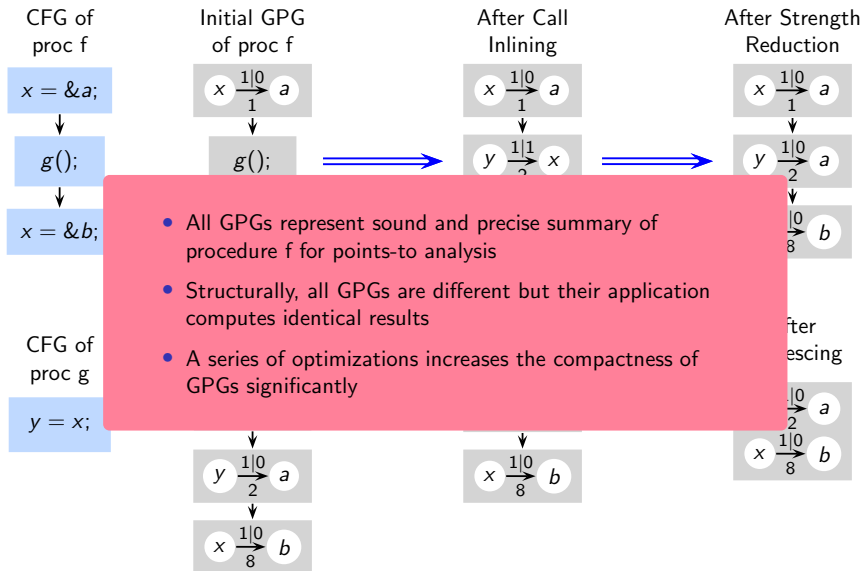 CFG of
proc f
x = &a;
g();
x = &b;
Initial GPG
of proc f
x 1|0 a
1
g();
After Call
Inlining
x 1|0 a
1
y 1|1 x
2
After Strength
Reduction
x 1|0 a
1
y 1|0 a
2
8 b
• All GPGs represent sound and precise summary of
procedure f for points-to analysis
• Structurally, all GPGs are different but their application
computes identical results
• A series of optimizations increases the compactness of
GPGs significantly
CFG of
proc g
y = x;
y 1|0 a
2
x 1|0 b
8
x 1|0 b
8
escing
1|0 a
2
x 1|0 b
8